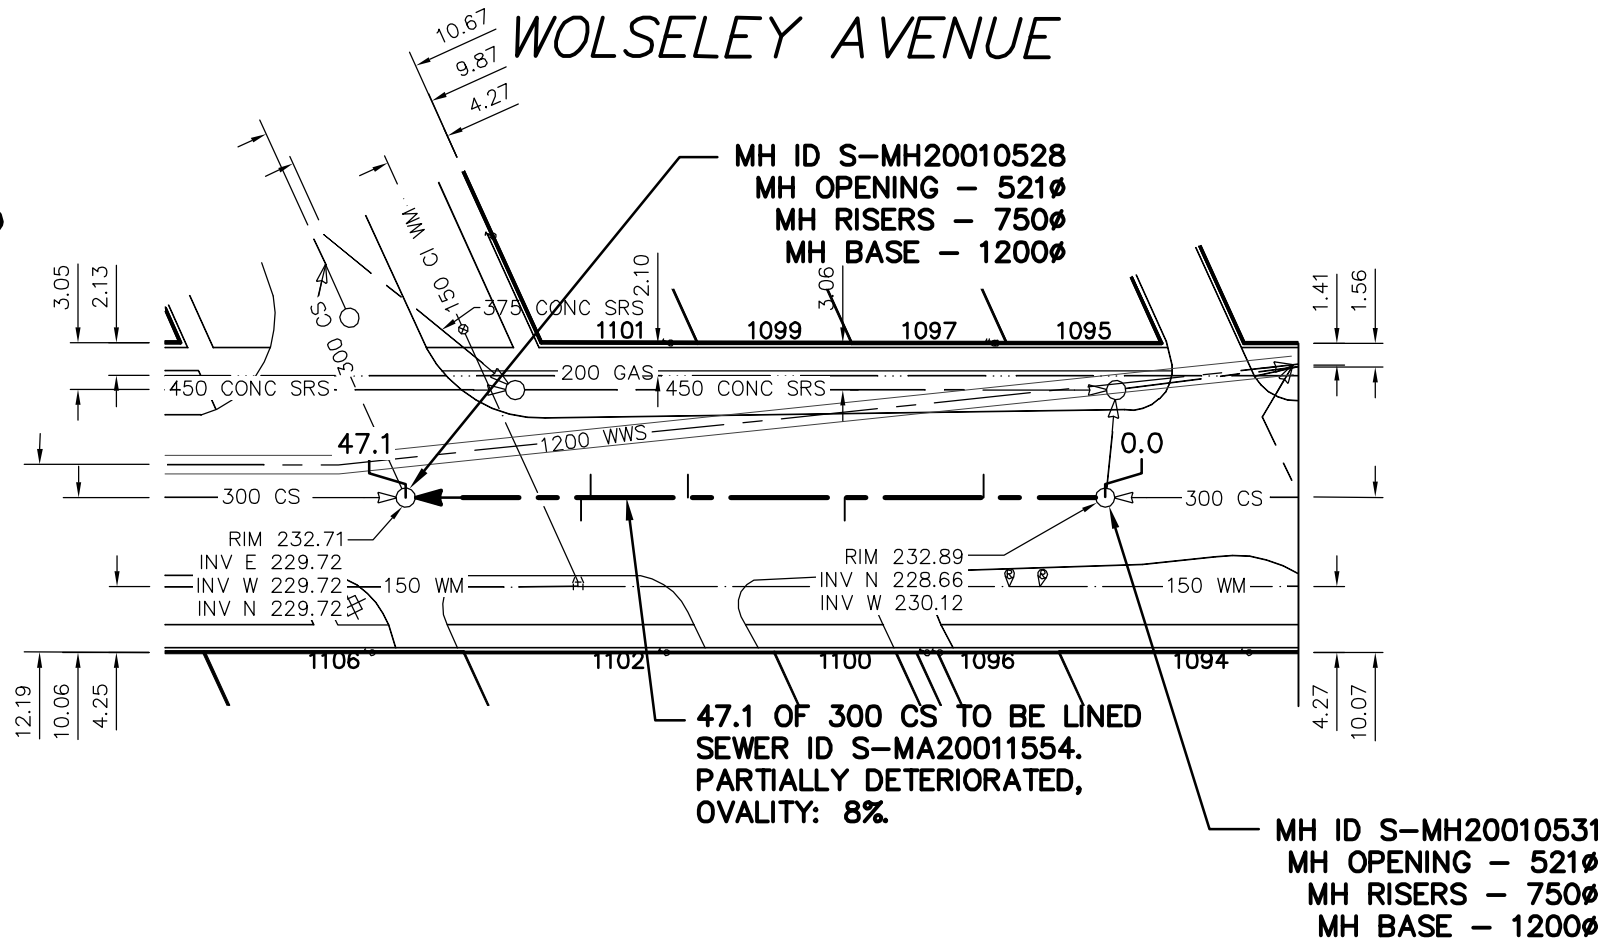 WOLSELEY AVENUE
10.67
9.87
4.27
MH ID S-MH20010528
MH OPENING - 521ø
MH RISERS - 750ø
MH BASE - 1200ø
150 CI WM
300 CS
375 CONC SRS
3.05
2.13
2.10
3.06
1.41
1.56
1101
1099
1097
1095
200 GAS
450 CONC SRS
450 CONC SRS
1200 WWS
47.1
0.0
300 CS
300 CS
RIM 232.71
INV E 229.72
INV W 229.72
INV N 229.72
150 WM
RIM 232.89
INV N 228.66
INV W 230.12
150 WM
1106
1102
1100
1096
1094
12.19
10.06
4.25
4.27
10.07
47.1 OF 300 CS TO BE LINED
SEWER ID S-MA20011554.
PARTIALLY DETERIORATED,
OVALITY: 8%.
MH ID S-MH20010531
MH OPENING - 521ø
MH RISERS - 750ø
MH BASE - 1200ø